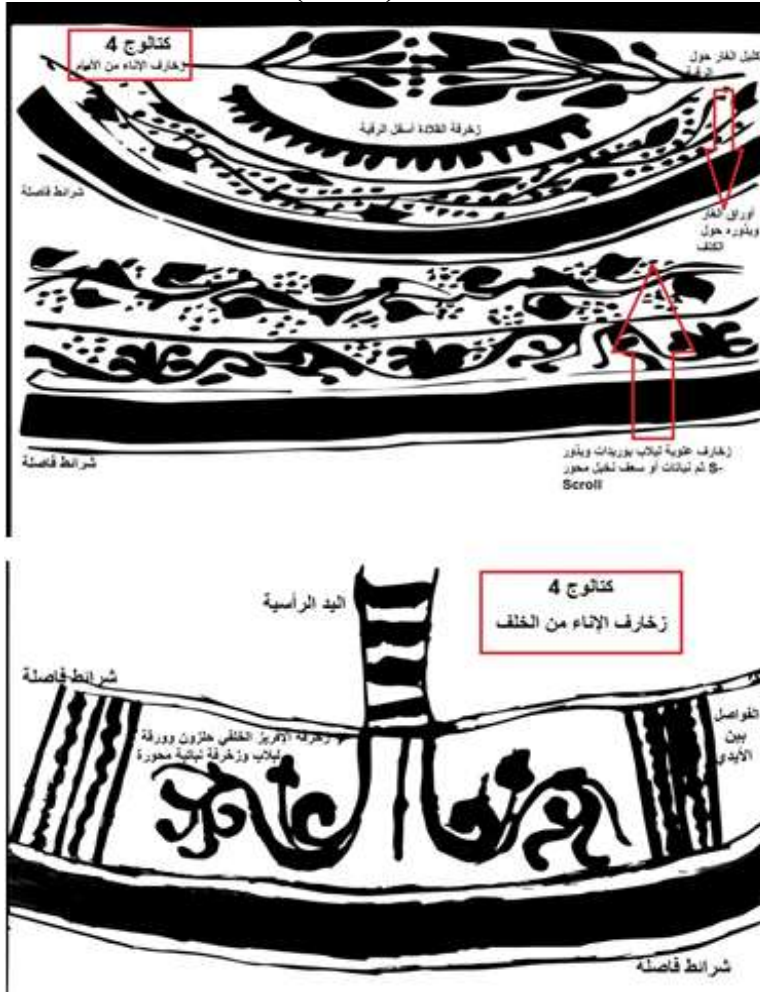 كتالوج 4
زخارف الإناء من الأمام
إكليل الغار حول
الرقبة
زخرفة القلادة أسفل الرقبة
شرائط فاصلة
أوراق الغار
وبذوره حول
الكتف
زخارف علوية لبلاب بوريدات وبذور
ثم نباتات أو سعف نخيل محور S-
Scroll
شرائط فاصلة
كتالوج 4
زخارف الإناء من الخلف
اليد الرأسية
شرائط فاصلة
الفواصل
بين
الأيدي
زخرفة الإفريز الخلفي حلزون وورقة
لبلاب وزخرفة نباتية محورة
شرائط فاصلة